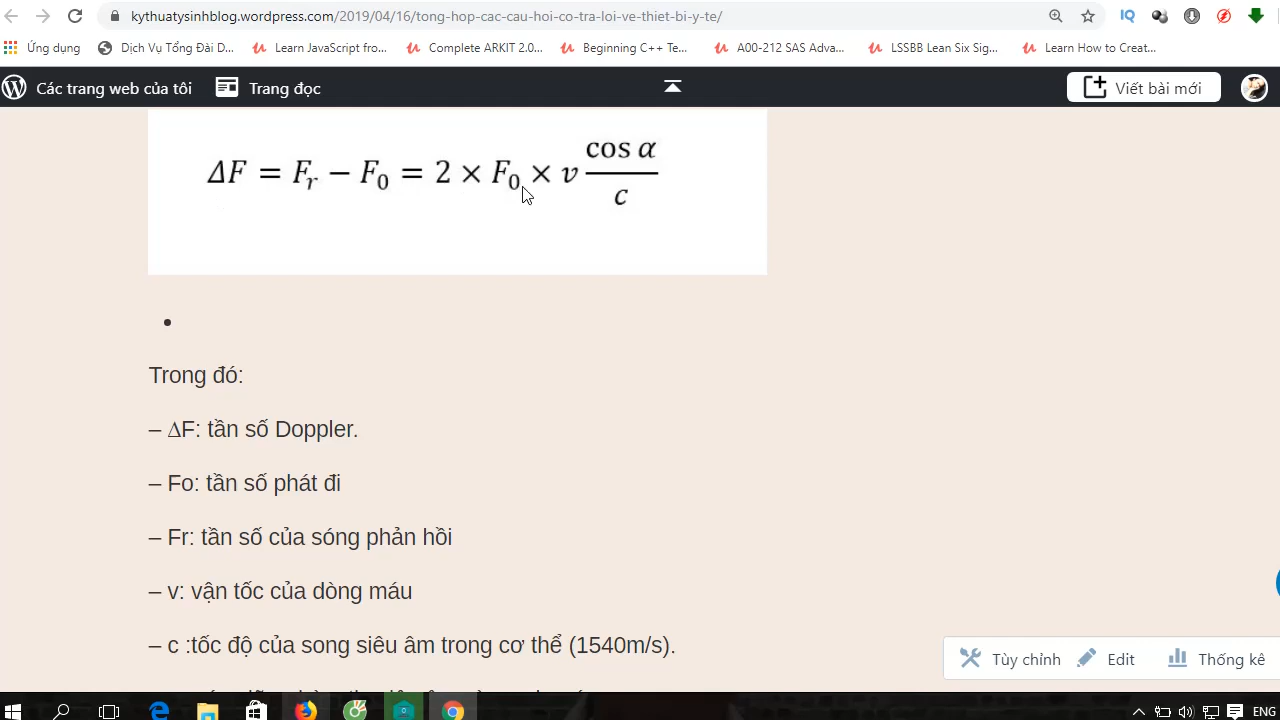 kythuatysinhblog.wordpress.com/2019/04/16/tong-hop-cac-cau-hoi-co-tra-loi-ve-thiet-bi-y-te/
IQ
Ứng dụng Dịch Vụ Tổng Đài D... Learn JavaScript fro... Complete ARKIT 2.0... Beginning C++ Te... A00-212 SAS Adva... LSSBB Lean Six Sig... Learn How to Creat...
Các trang web của tôi Trang đọc Viết bài mới
ΔF = F_r − F_0 = 2 × F_0 × v cos α / c
•
Trong đó:
– ΔF: tần số Doppler.
– Fo: tần số phát đi
– Fr: tần số của sóng phản hồi
– v: vận tốc của dòng máu
– c :tốc độ của song siêu âm trong cơ thể (1540m/s).
Tùy chỉnh Edit Thống kê
ENG